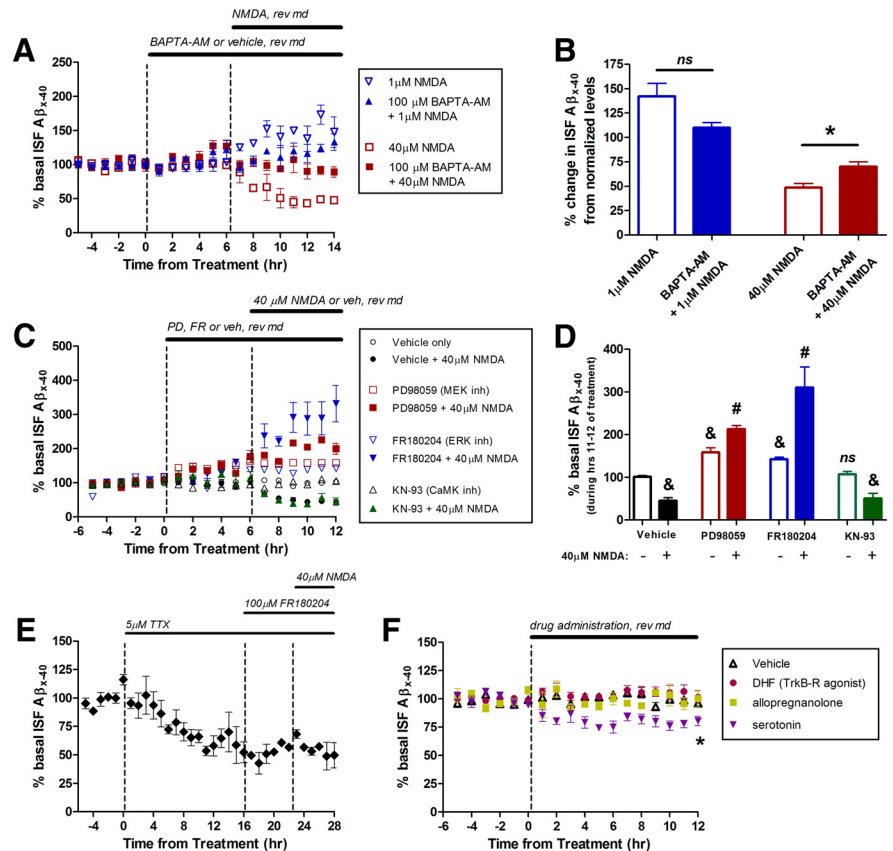 A
NMDA, rev md
BAPTA-AM or vehicle, rev md
% basal ISF Aβx-40
250
200
150
100
50
0
-4 -2 0 2 4 6 8 10 12 14
Time from Treatment (hr)
1µM NMDA
100 µM BAPTA-AM
+ 1µM NMDA
40µM NMDA
100 µM BAPTA-AM
+ 40µM NMDA
B
% change in ISF Aβx-40
from normalized levels
175
150
125
100
75
50
25
0
ns
*
1µM NMDA
BAPTA-AM
+ 1µM NMDA
40µM NMDA
BAPTA-AM
+ 40µM NMDA
C
40 µM NMDA or veh, rev md
PD, FR or veh, rev md
% basal ISF Aβx-40
500
400
300
200
100
0
-6 -4 -2 0 2 4 6 8 10 12
Time from Treatment (hr)
Vehicle only
Vehicle + 40µM NMDA
PD98059 (MEK inh)
PD98059 + 40µM NMDA
FR180204 (ERK inh)
FR180204 + 40µM NMDA
KN-93 (CaMK inh)
KN-93 + 40µM NMDA
D
% basal ISF Aβx-40
(during hrs 11-12 of treatment)
400
300
200
100
0
& & # & # ns &
Vehicle PD98059 FR180204 KN-93
40µM NMDA: - + - + - + - +
E
40µM NMDA
100µM FR180204
5µM TTX
% basal ISF Aβx-40
150
125
100
75
50
25
0
-4 0 4 8 12 16 20 24 28
Time from Treatment (hr)
F
drug administration, rev md
% basal ISF Aβx-40
150
125
100
75
50
25
0
*
-6 -4 -2 0 2 4 6 8 10 12
Time from Treatment (hr)
Vehicle
DHF (TrkB-R agonist)
allopregnanolone
serotonin